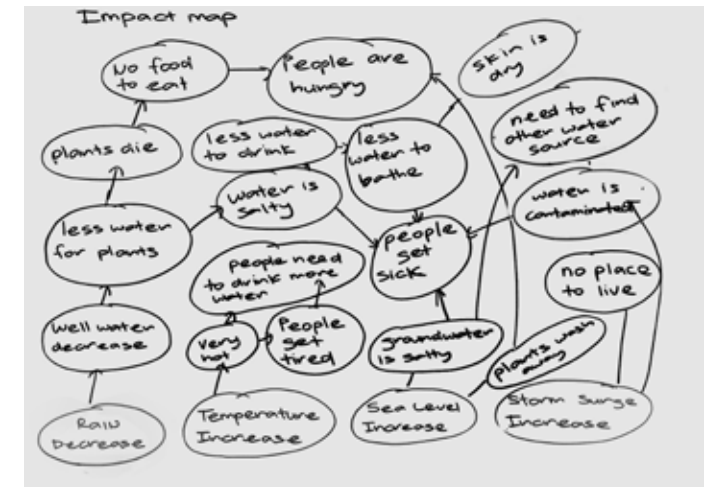 Impact map
No food
to eat
People are
hungry
skin is
dry
plants die
less water
to drink
less
water to
bathe
need to find
other water
source
less water
for plants
water is
salty
people
get
sick
water is
contaminated
people need
to drink more
water
no place
to live
Well water
decrease
very
hot
People
get
tired
groundwater
is salty
plants wash
away
Rain
Decrease
Temperature
Increase
Sea Level
Increase
Storm Surge
Increase